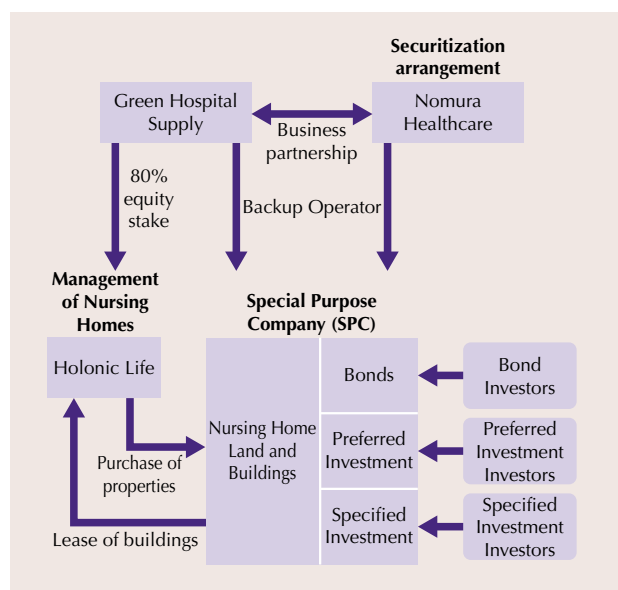 Securitization
arrangement
Green Hospital
Supply
Nomura
Healthcare
Business
partnership
80%
equity
stake
Backup Operator
Management
of Nursing
Homes
Special Purpose
Company (SPC)
Holonic Life
Nursing Home
Land and
Buildings
Bonds
Bond
Investors
Preferred
Investment
Preferred
Investment
Investors
Purchase of
properties
Specified
Investment
Specified
Investment
Investors
Lease of buildings